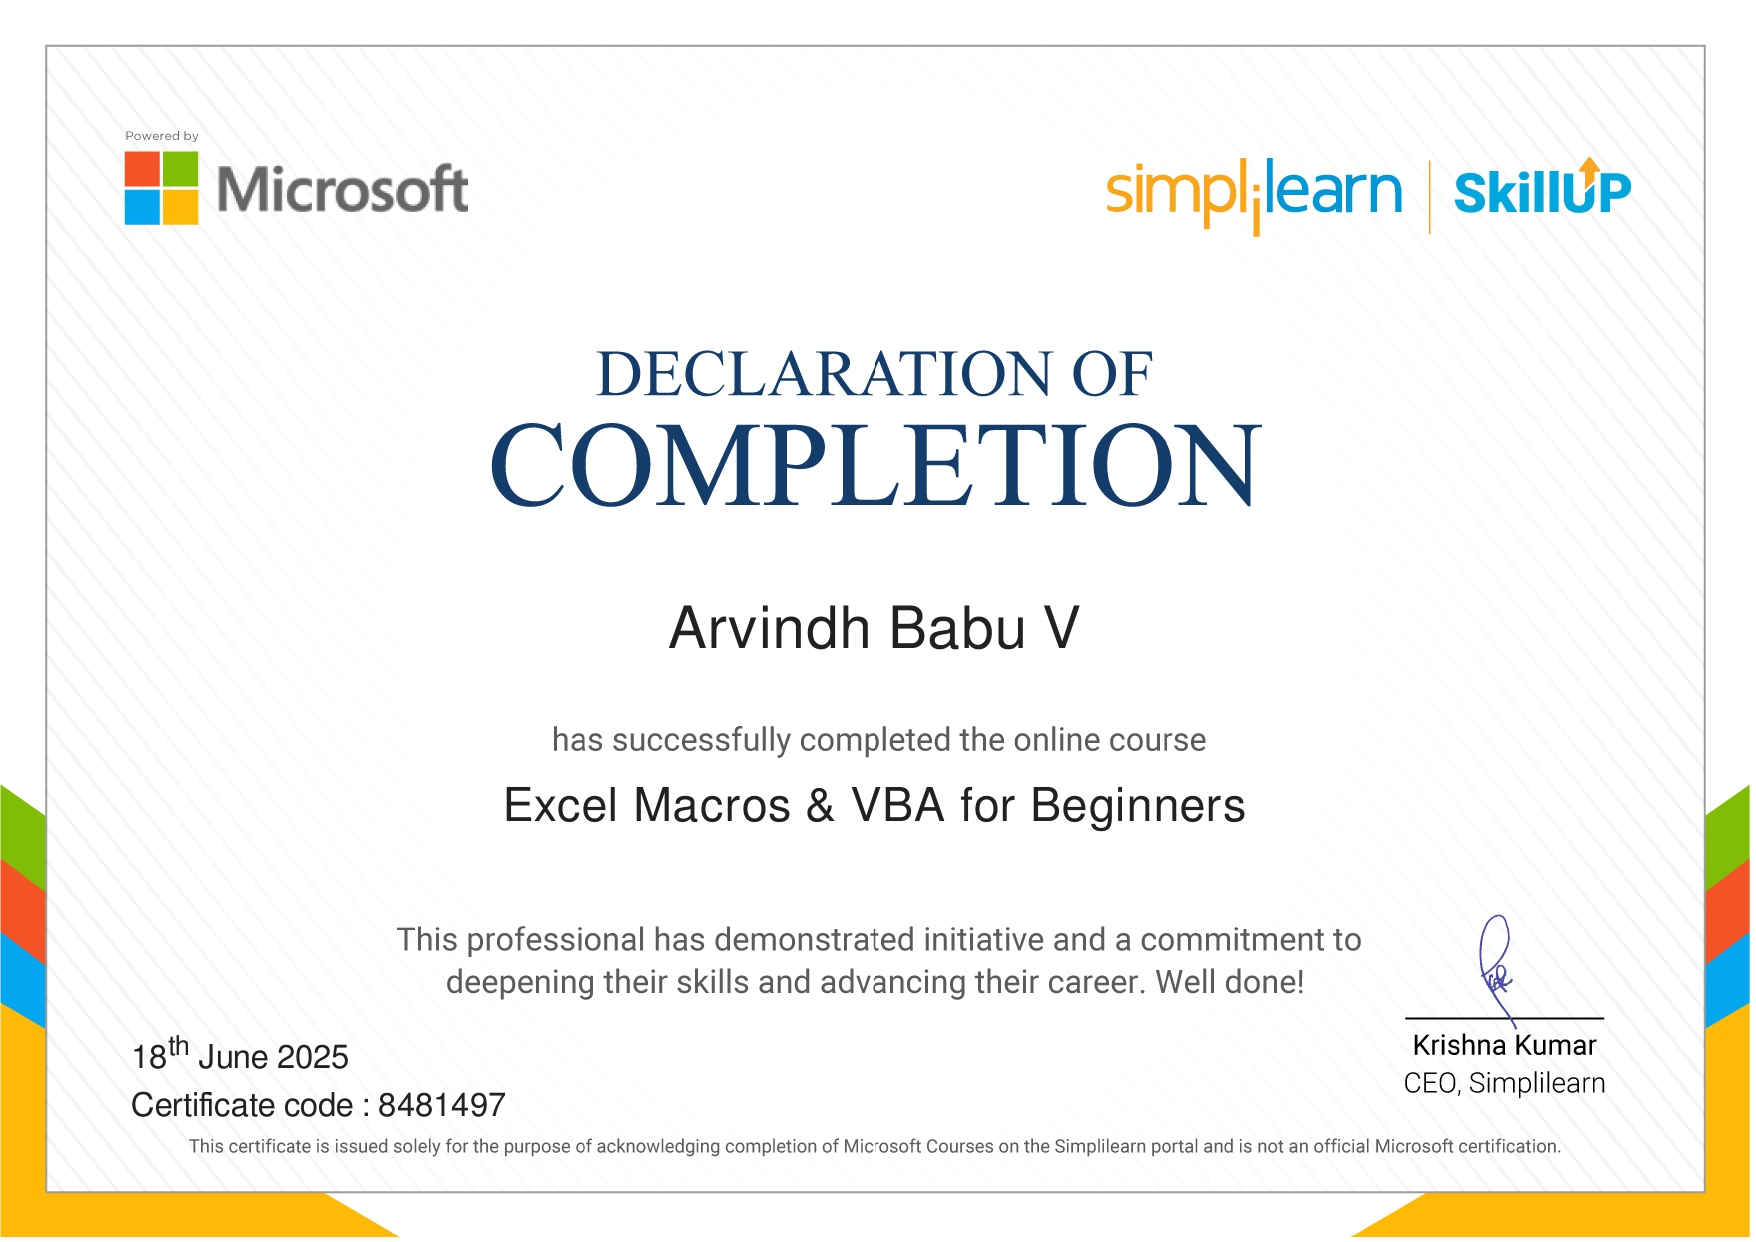 Powered by
Microsoft
simplilearn | SkillUP
DECLARATION OF
COMPLETION
Arvindh Babu V
has successfully completed the online course
Excel Macros & VBA for Beginners
This professional has demonstrated initiative and a commitment to
deepening their skills and advancing their career. Well done!
18th June 2025
Certificate code : 8481497
Krishna Kumar
CEO, Simplilearn
This certificate is issued solely for the purpose of acknowledging completion of Microsoft Courses on the Simplilearn portal and is not an official Microsoft certification.